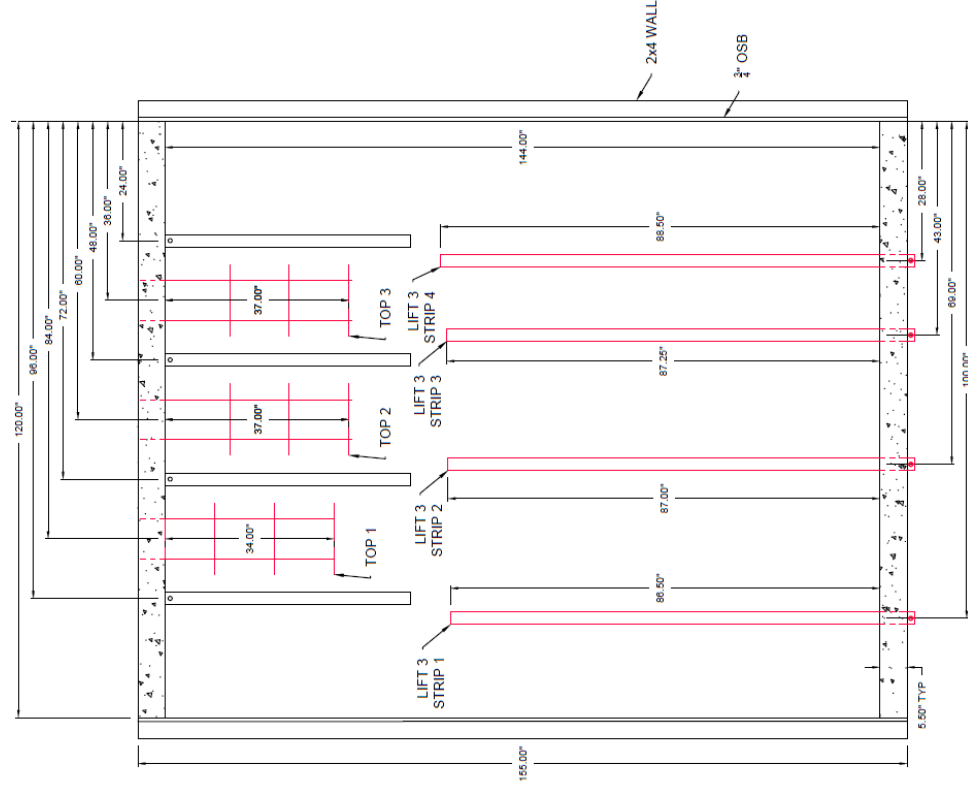 120.00"
96.00"
84.00"
72.00"
60.00"
48.00"
36.00"
24.00"
2x4 WALL
3/4" OSB
144.00"
37.00"
TOP 3
37.00"
TOP 2
34.00"
TOP 1
88.50"
LIFT 3
STRIP 4
87.25"
LIFT 3
STRIP 3
87.00"
LIFT 3
STRIP 2
86.50"
LIFT 3
STRIP 1
28.00"
43.00"
69.00"
100.00"
5.50" TYP
155.00"